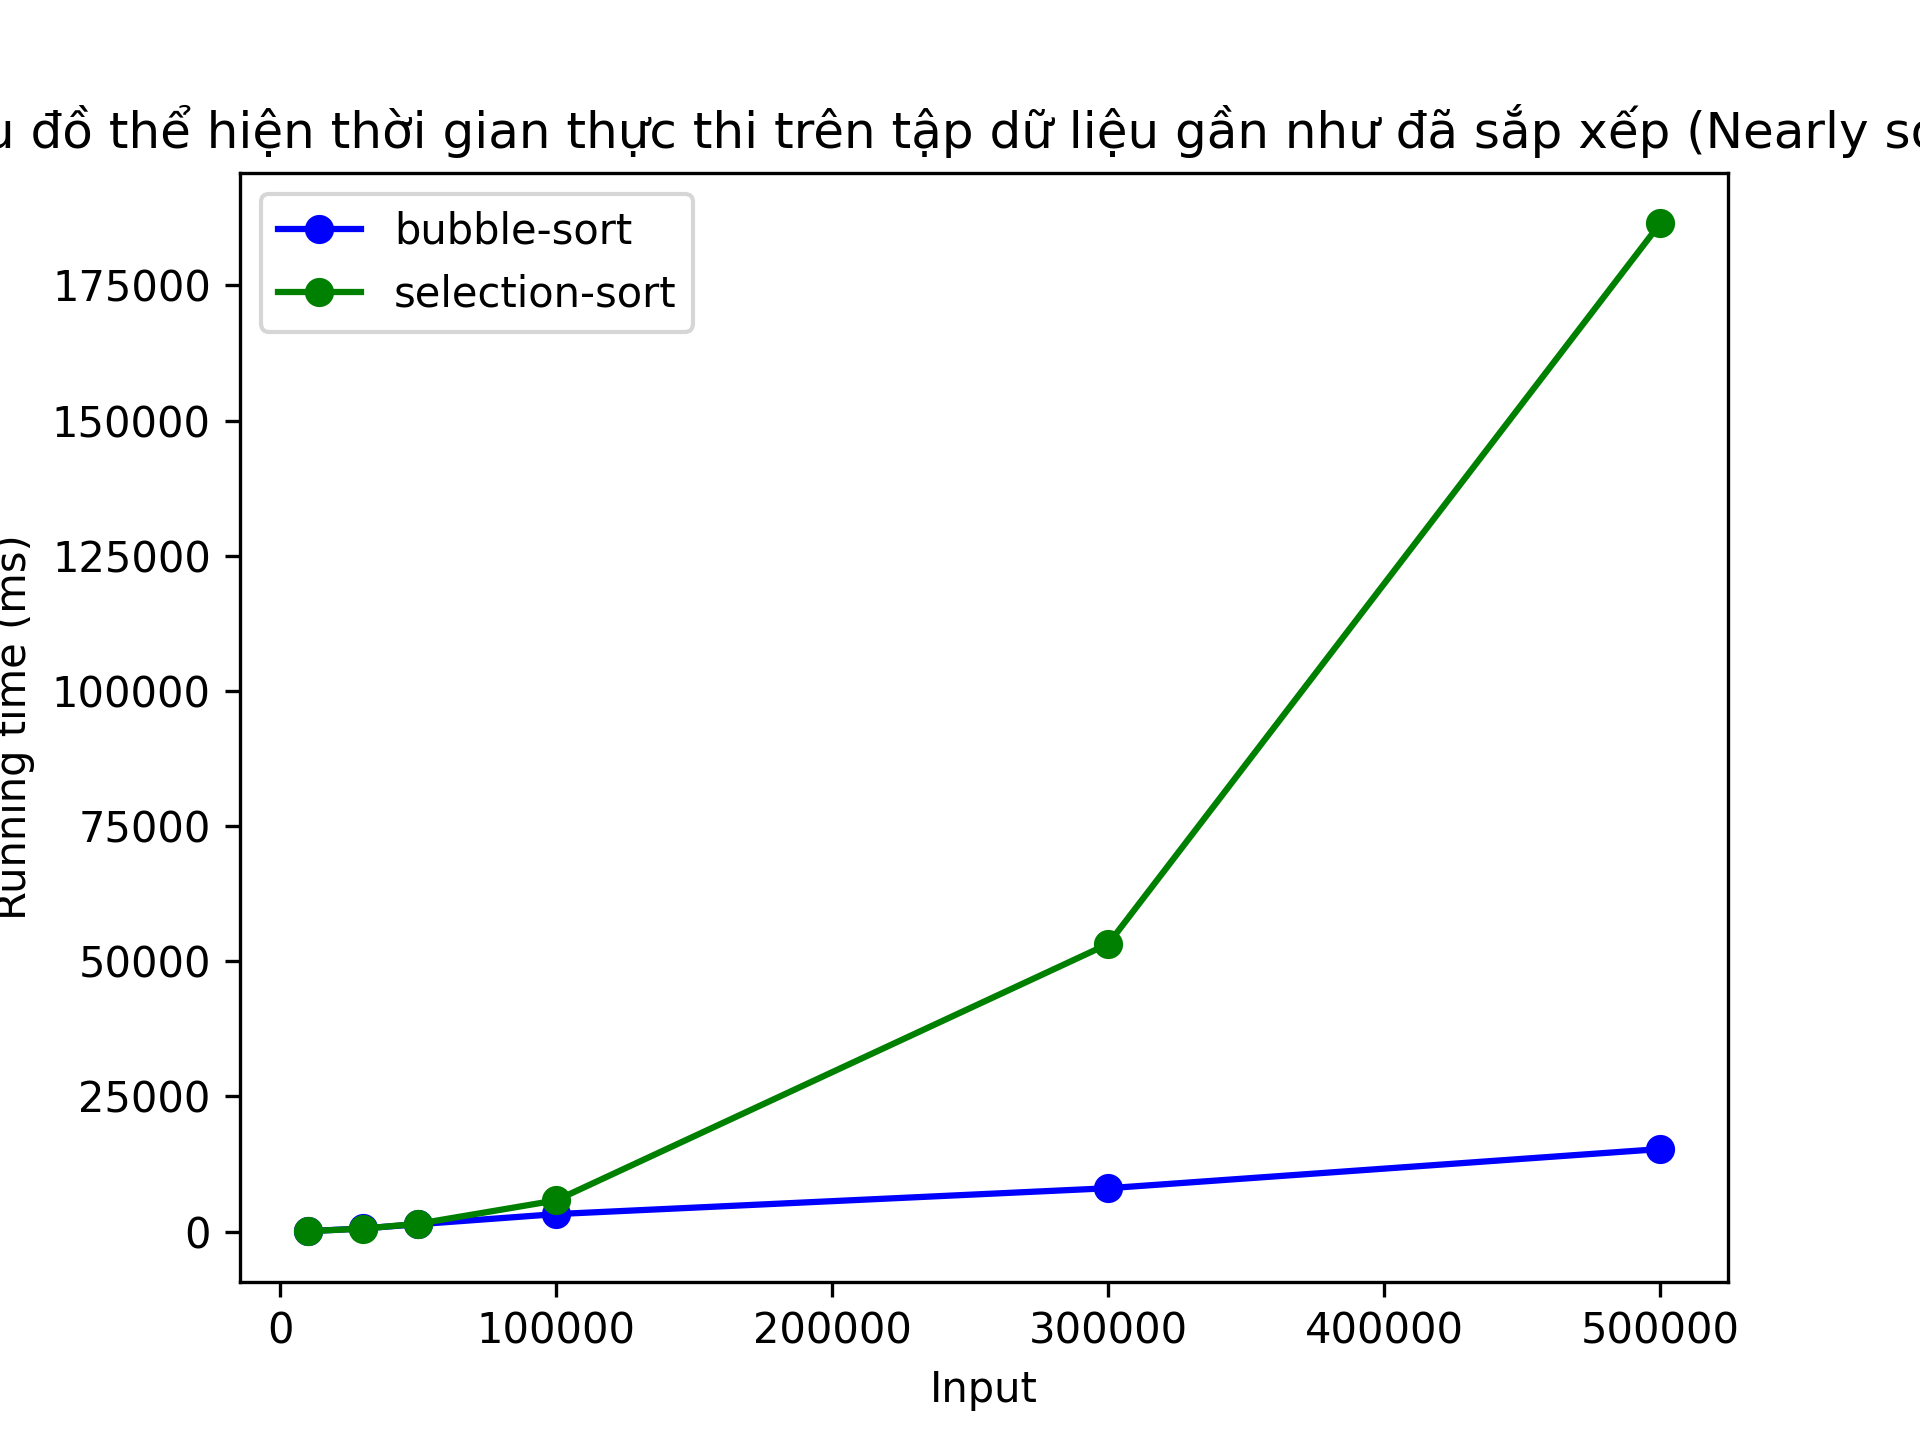 đồ thể hiện thời gian thực thi trên tập dữ liệu gần như đã sắp xếp (Nearly
bubble-sort
selection-sort
175000
150000
125000
100000
75000
50000
25000
0
Running time (ms)
0 100000 200000 300000 400000 500000
Input